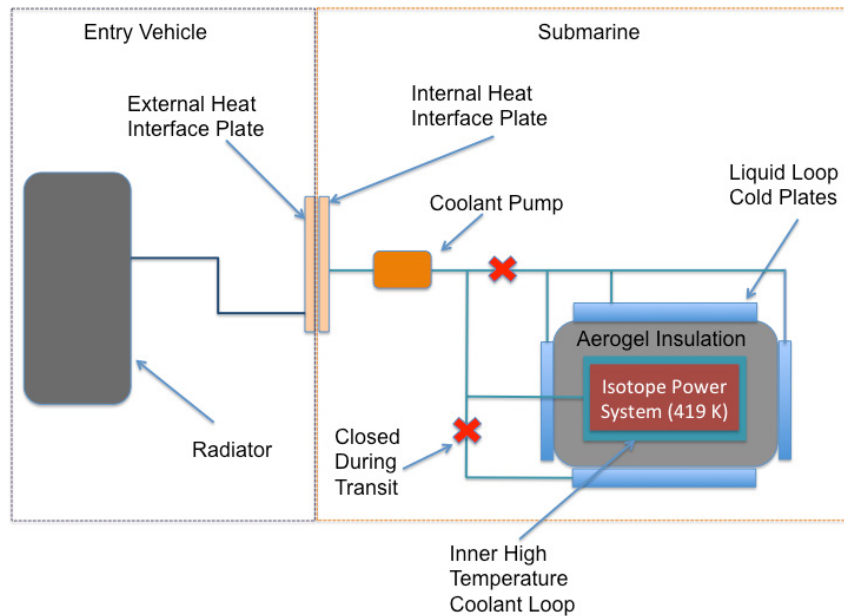 Entry Vehicle
Submarine
External Heat
Interface Plate
Internal Heat
Interface Plate
Liquid Loop
Cold Plates
Coolant Pump
Aerogel Insulation
Isotope Power
System (419 K)
Radiator
Closed
During
Transit
Inner High
Temperature
Coolant Loop